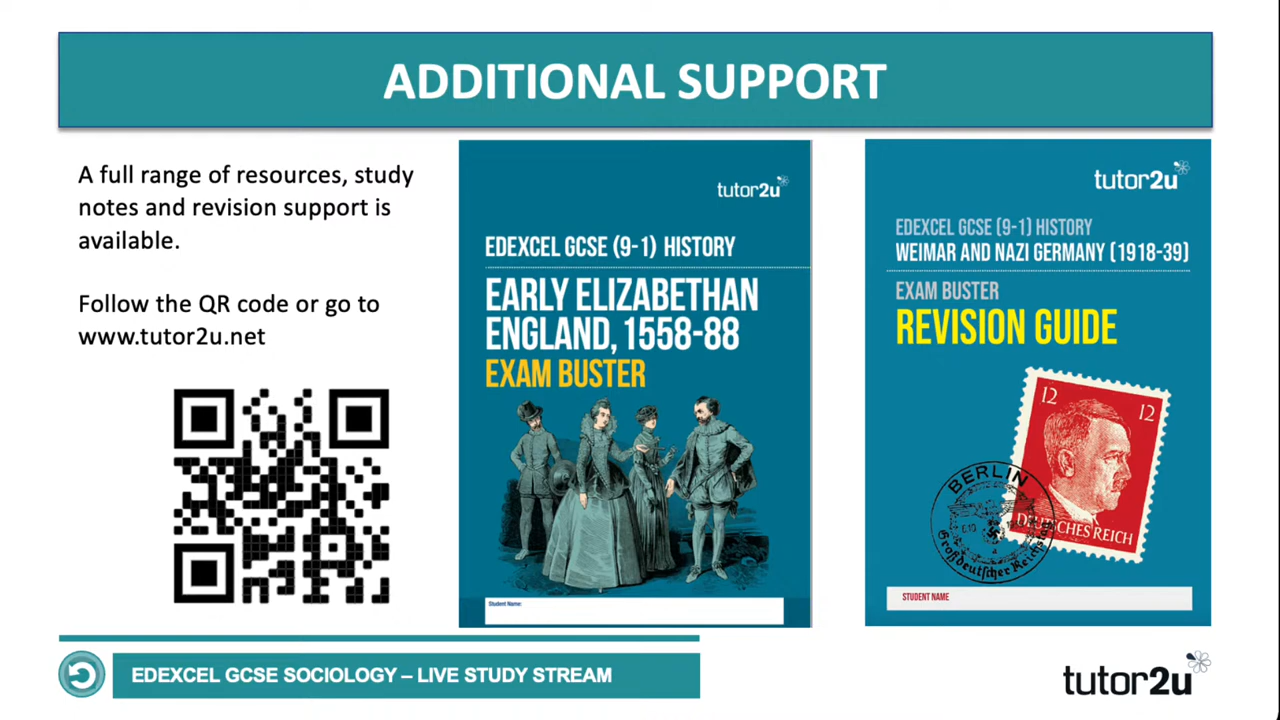 ADDITIONAL SUPPORT
A full range of resources, study
notes and revision support is
available.
Follow the QR code or go to
www.tutor2u.net
tutor2u
EDEXCEL GCSE (9-1) HISTORY
EARLY ELIZABETHAN
ENGLAND, 1558-88
EXAM BUSTER
Student Name:
tutor2u
EDEXCEL GCSE (9-1) HISTORY
WEIMAR AND NAZI GERMANY (1918-39)
EXAM BUSTER
REVISION GUIDE
12 12
DEUTSCHES REICH
BERLIN
Großdeutscher
STUDENT NAME
EDEXCEL GCSE SOCIOLOGY – LIVE STUDY STREAM
tutor2u